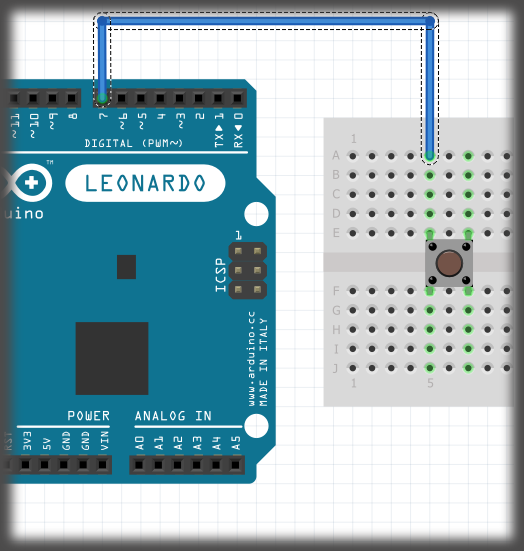 ~11 ~10 ~9 8 7 ~6 ~5 4 ~3 2 TX▶1 RX◀0
DIGITAL (PWM~)
TM
LEONARDO
uino
1
ICSP
www.arduino.cc
MADE IN ITALY
POWER ANALOG IN
RST 3V3 5V GND GND VIN A0 A1 A2 A3 A4 A5
1
A
B
C
D
E
F
G
H
I
J
1 5